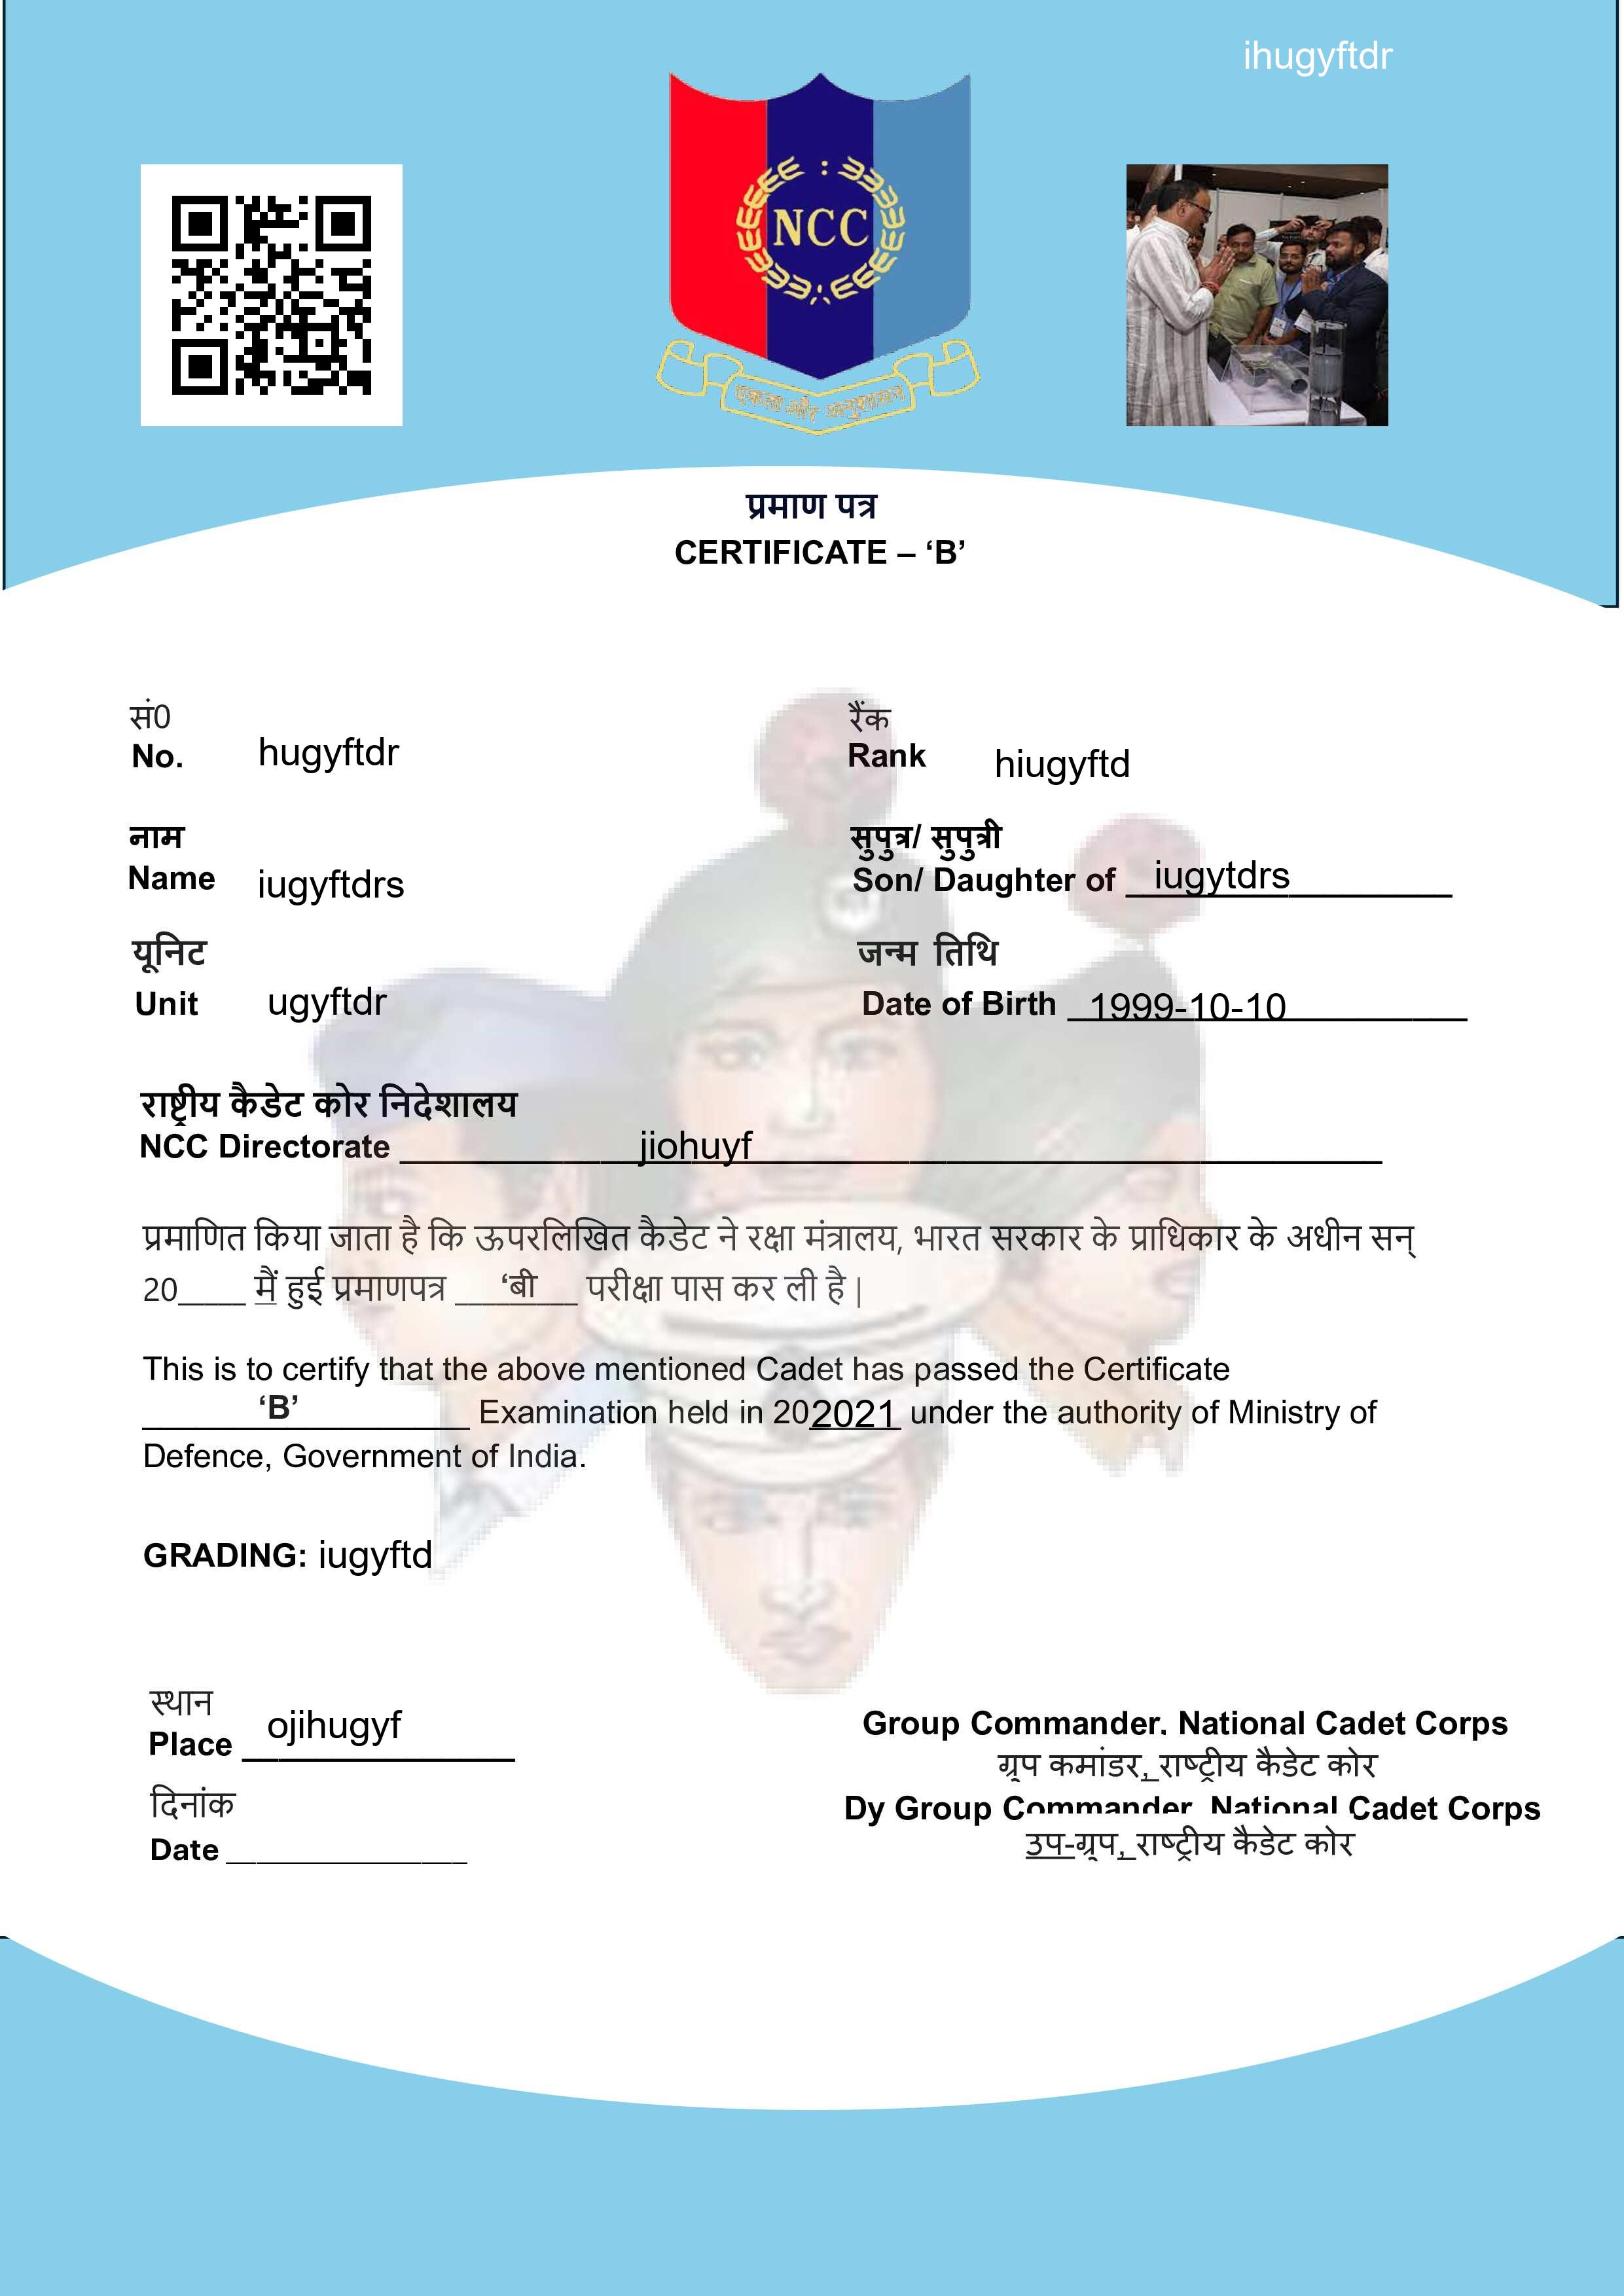 ihugyftdr
NCC
एकता और अनुशासन
प्रमाण पत्र
CERTIFICATE – ‘B’
सं0
No. hugyftdr
रैंक
Rank hiugyftd
नाम
Name iugyftdrs
सुपुत्र/ सुपुत्री
Son/ Daughter of iugytdrs
यूनिट
Unit ugyftdr
जन्म तिथि
Date of Birth 1999-10-10
राष्ट्रीय कैडेट कोर निदेशालय
NCC Directorate jiohuyf
प्रमाणित किया जाता है कि ऊपरलिखित कैडेट ने रक्षा मंत्रालय, भारत सरकार के प्राधिकार के अधीन सन्
20____ मैं हुई प्रमाणपत्र ‘बी परीक्षा पास कर ली है |
This is to certify that the above mentioned Cadet has passed the Certificate
‘B’ Examination held in 202021 under the authority of Ministry of
Defence, Government of India.
GRADING: iugyftd
स्थान
Place ojihugyf
दिनांक
Date
Group Commander, National Cadet Corps
ग्रुप कमांडर, राष्ट्रीय कैडेट कोर
Dy Group Commander, National Cadet Corps
उप-ग्रुप, राष्ट्रीय कैडेट कोर